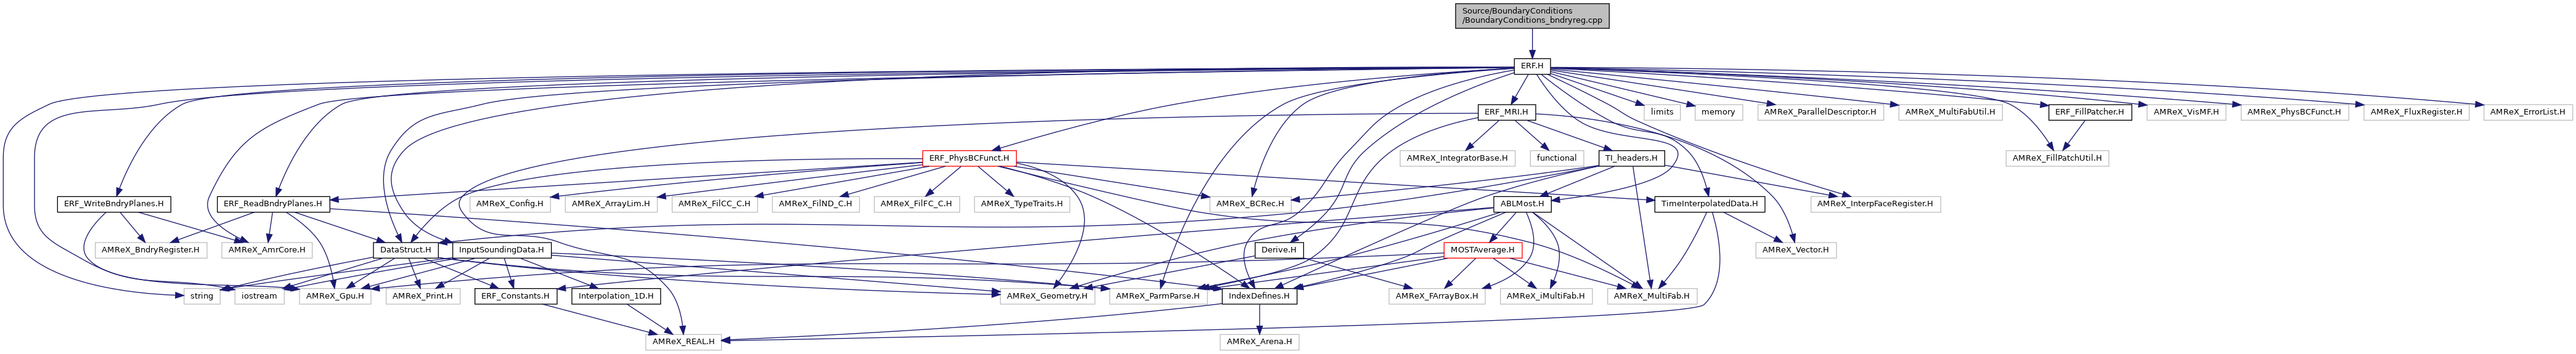 Source/BoundaryConditions
/BoundaryConditions_bndryreg.cpp
ERF.H
ERF_MRI.H
limits
memory
AMReX_ParallelDescriptor.H
AMReX_MultiFabUtil.H
ERF_FillPatcher.H
AMReX_VisMF.H
AMReX_PhysBCFunct.H
AMReX_FluxRegister.H
AMReX_ErrorList.H
ERF_PhysBCFunct.H
AMReX_IntegratorBase.H
functional
TI_headers.H
AMReX_FillPatchUtil.H
ERF_WriteBndryPlanes.H
ERF_ReadBndryPlanes.H
AMReX_Config.H
AMReX_ArrayLim.H
AMReX_FilCC_C.H
AMReX_FilND_C.H
AMReX_FilFC_C.H
AMReX_TypeTraits.H
AMReX_BCRec.H
ABLMost.H
TimeInterpolatedData.H
AMReX_InterpFaceRegister.H
AMReX_BndryRegister.H
AMReX_AmrCore.H
DataStruct.H
InputSoundingData.H
Derive.H
MOSTAverage.H
AMReX_Vector.H
string
iostream
AMReX_Gpu.H
AMReX_Print.H
ERF_Constants.H
Interpolation_1D.H
AMReX_Geometry.H
AMReX_ParmParse.H
IndexDefines.H
AMReX_FArrayBox.H
AMReX_iMultiFab.H
AMReX_MultiFab.H
AMReX_REAL.H
AMReX_Arena.H